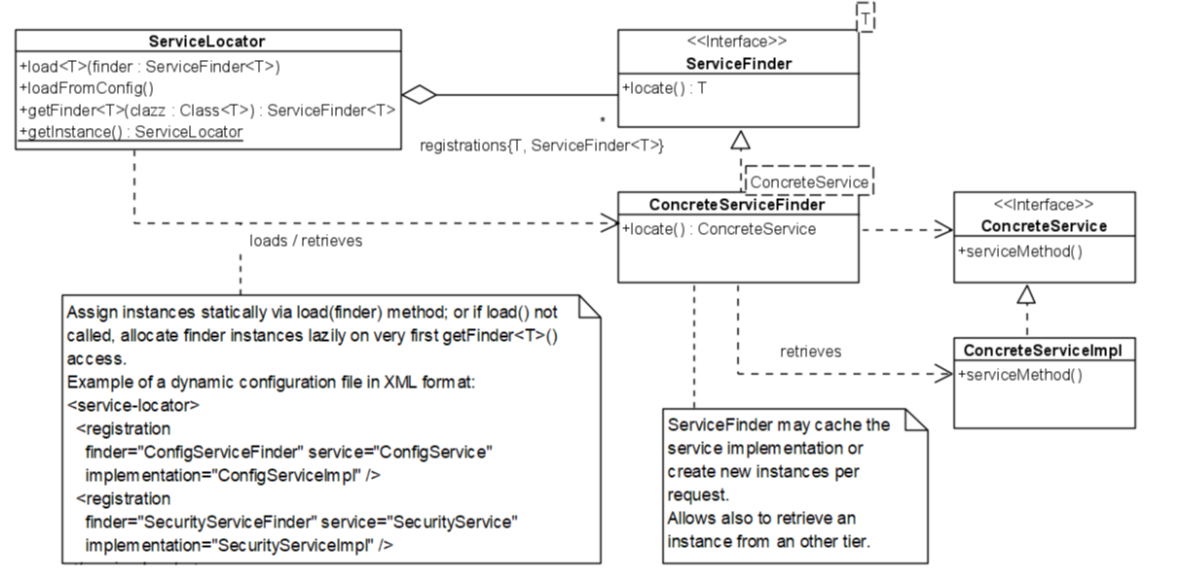 ServiceLocator
+load<T>(finder : ServiceFinder<T>)
+loadFromConfig()
+getFinder<T>(clazz : Class<T>) : ServiceFinder<T>
+getInstance() : ServiceLocator
T
<<Interface>>
ServiceFinder
+locate() : T
*
registrations{T, ServiceFinder<T>}
ConcreteService
ConcreteServiceFinder
+locate() : ConcreteService
<<Interface>>
ConcreteService
+serviceMethod()
loads / retrieves
retrieves
ConcreteServiceImpl
+serviceMethod()
Assign instances statically via load(finder) method; or if load() not
called, allocate finder instances lazily on very first getFinder<T>()
access.
Example of a dynamic configuration file in XML format:
<service-locator>
<registration
finder="ConfigServiceFinder" service="ConfigService"
implementation="ConfigServiceImpl" />
<registration
finder="SecurityServiceFinder" service="SecurityService"
implementation="SecurityServiceImpl" />
ServiceFinder may cache the
service implementation or
create new instances per
request.
Allows also to retrieve an
instance from an other tier.